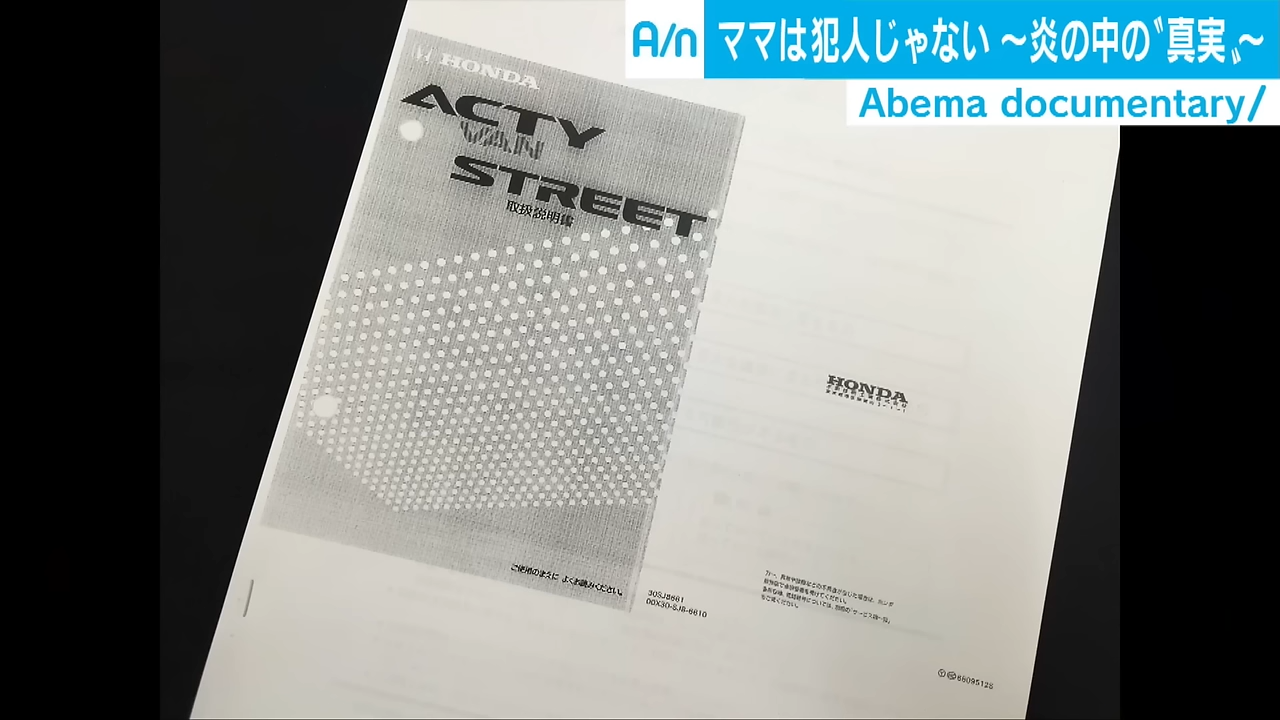 A/n
ママは犯人じゃない ～炎の中の〝真実〟～
Abema documentary/
HONDA
ACTY
STREET
取扱説明書
ご使用のまえに よくお読みください。
HONDA
30SJ8661
00X30-SJ8-6610